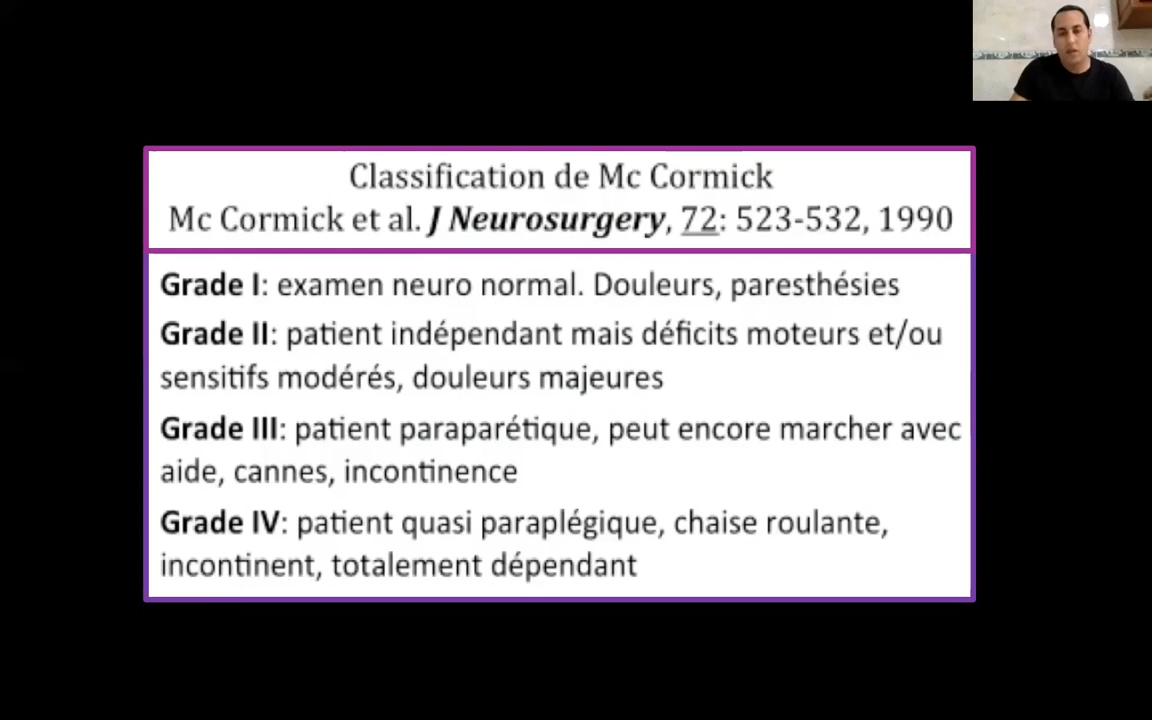 Classification de Mc Cormick
Mc Cormick et al. J Neurosurgery, 72: 523-532, 1990
Grade I: examen neuro normal. Douleurs, paresthésies
Grade II: patient indépendant mais déficits moteurs et/ou
sensitifs modérés, douleurs majeures
Grade III: patient paraparétique, peut encore marcher avec
aide, cannes, incontinence
Grade IV: patient quasi paraplégique, chaise roulante,
incontinent, totalement dépendant